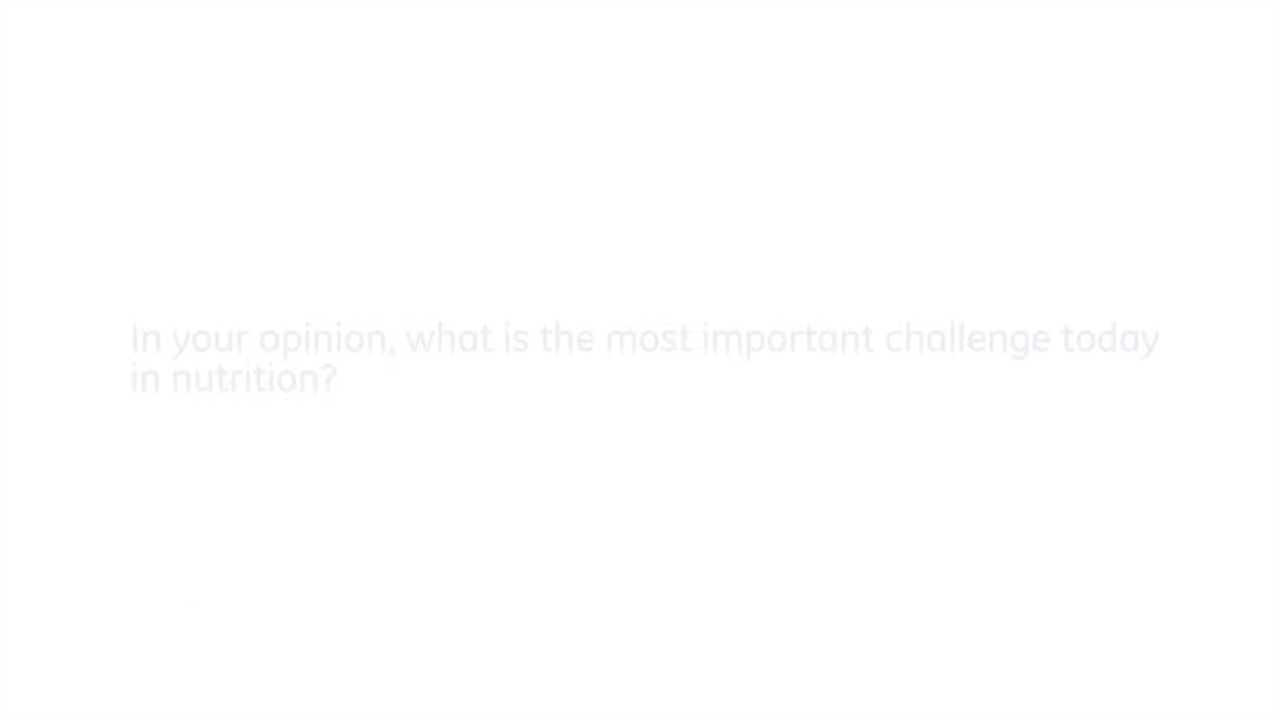 In your opinion, what is the most important challenge today
in nutrition?